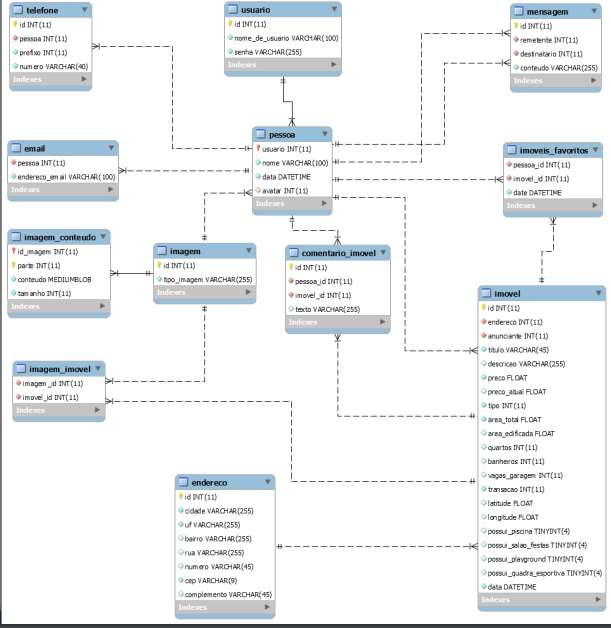 telefone
id INT(11)
pessoa INT(11)
prefixo INT(11)
numero VARCHAR(40)
Indexes
usuario
id INT(11)
nome_de_usuario VARCHAR(100)
senha VARCHAR(255)
Indexes
mensagem
id INT(11)
remetente INT(11)
destinatario INT(11)
conteudo VARCHAR(255)
Indexes
email
pessoa INT(11)
endereco_email VARCHAR(100)
Indexes
pessoa
usuario INT(11)
nome VARCHAR(100)
data DATETIME
avatar INT(11)
Indexes
imoveis_favoritos
pessoa_id INT(11)
imovel_id INT(11)
date DATETIME
Indexes
imagem_conteudo
id_imagem INT(11)
parte INT(11)
conteudo MEDIUMBLOB
tamanho INT(11)
Indexes
imagem
id INT(11)
tipo_imagem VARCHAR(255)
Indexes
comentario_imovel
id INT(11)
pessoa_id INT(11)
imovel_id INT(11)
texto VARCHAR(255)
Indexes
imovel
id INT(11)
endereco INT(11)
anunciante INT(11)
titulo VARCHAR(45)
descricao VARCHAR(255)
preco FLOAT
preco_atual FLOAT
tipo INT(11)
area_total FLOAT
area_edificada FLOAT
quartos INT(11)
banheiros INT(11)
vagas_garagem INT(11)
transacao INT(11)
latitude FLOAT
longitude FLOAT
possui_piscina TINYINT(4)
possui_salao_festas TINYINT(4)
possui_playground TINYINT(4)
possui_quadra_esportiva TINYINT(4)
data DATETIME
Indexes
imagem_imovel
imagem_id INT(11)
imovel_id INT(11)
Indexes
endereco
id INT(11)
cidade VARCHAR(255)
uf VARCHAR(255)
bairro VARCHAR(255)
rua VARCHAR(255)
numero VARCHAR(45)
cep VARCHAR(9)
complemento VARCHAR(45)
Indexes